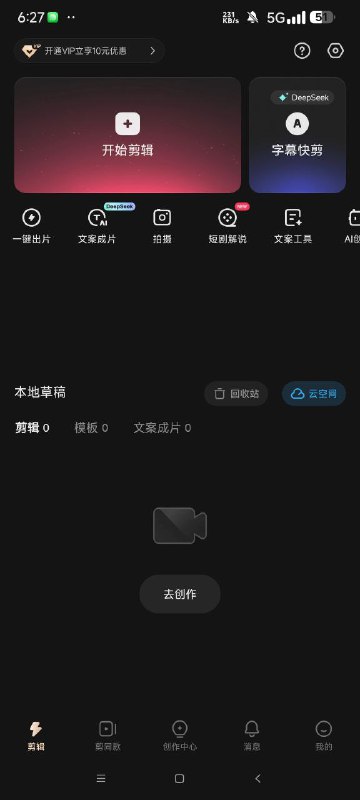 6:27
231 KB/s
5G
51
开通VIP立享10元优惠
DeepSeek
开始剪辑
A
字幕快剪
DeepSeek
new
一键出片
文案成片
拍摄
短剧解说
文案工具
本地草稿
回收站
云空间
剪辑 0
模板 0
文案成片 0
去创作
剪辑
剪同款
创作中心
消息
我的